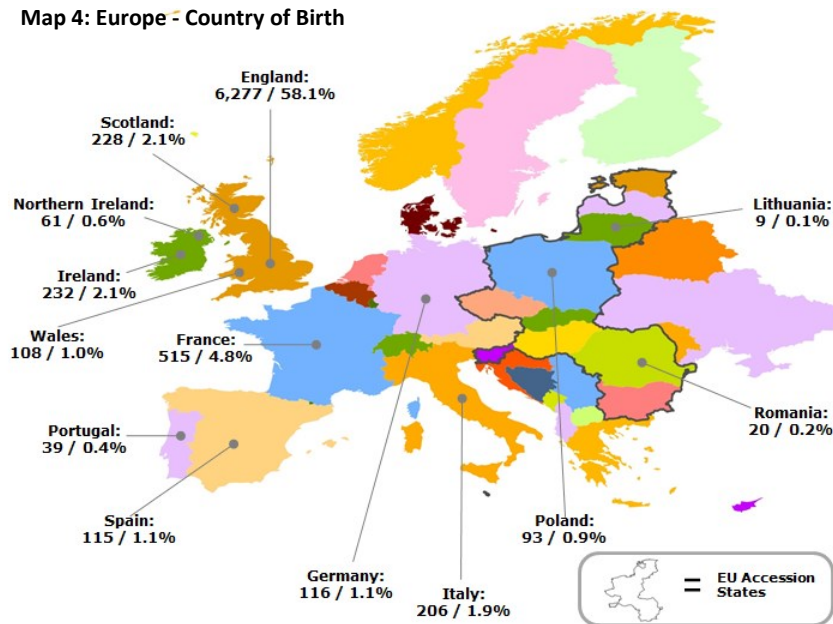 Map 4: Europe - Country of Birth
England:
6,277 / 58.1%
Scotland:
228 / 2.1%
Northern Ireland:
61 / 0.6%
Ireland:
232 / 2.1%
Wales:
108 / 1.0%
France:
515 / 4.8%
Portugal:
39 / 0.4%
Spain:
115 / 1.1%
Germany:
116 / 1.1%
Italy:
206 / 1.9%
Poland:
93 / 0.9%
Romania:
20 / 0.2%
Lithuania:
9 / 0.1%
= EU Accession
States